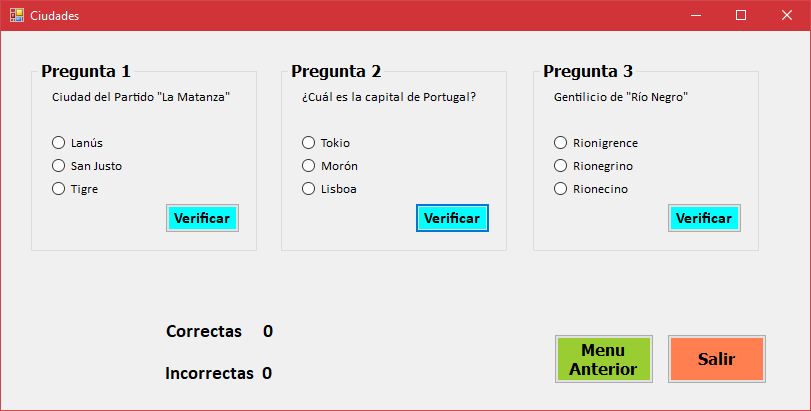 Ciudades
Pregunta 1
Ciudad del Partido "La Matanza"
Lanús
San Justo
Tigre
Verificar
Pregunta 2
¿Cuál es la capital de Portugal?
Tokio
Morón
Lisboa
Verificar
Pregunta 3
Gentilicio de "Río Negro"
Rionigrence
Rionegrino
Rionecino
Verificar
Correctas 0
Incorrectas 0
Menu
Anterior
Salir